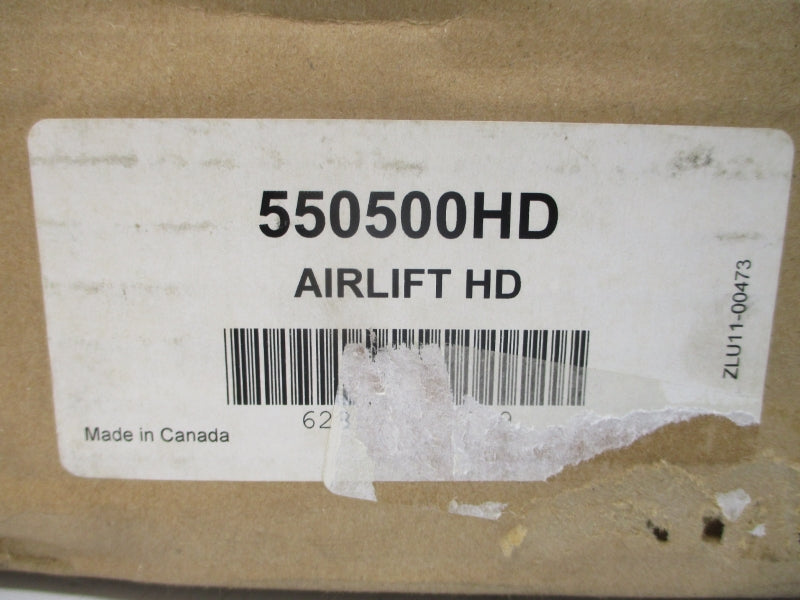 550500HD
AIRLIFT HD
ZLU11-00473
Made in Canada